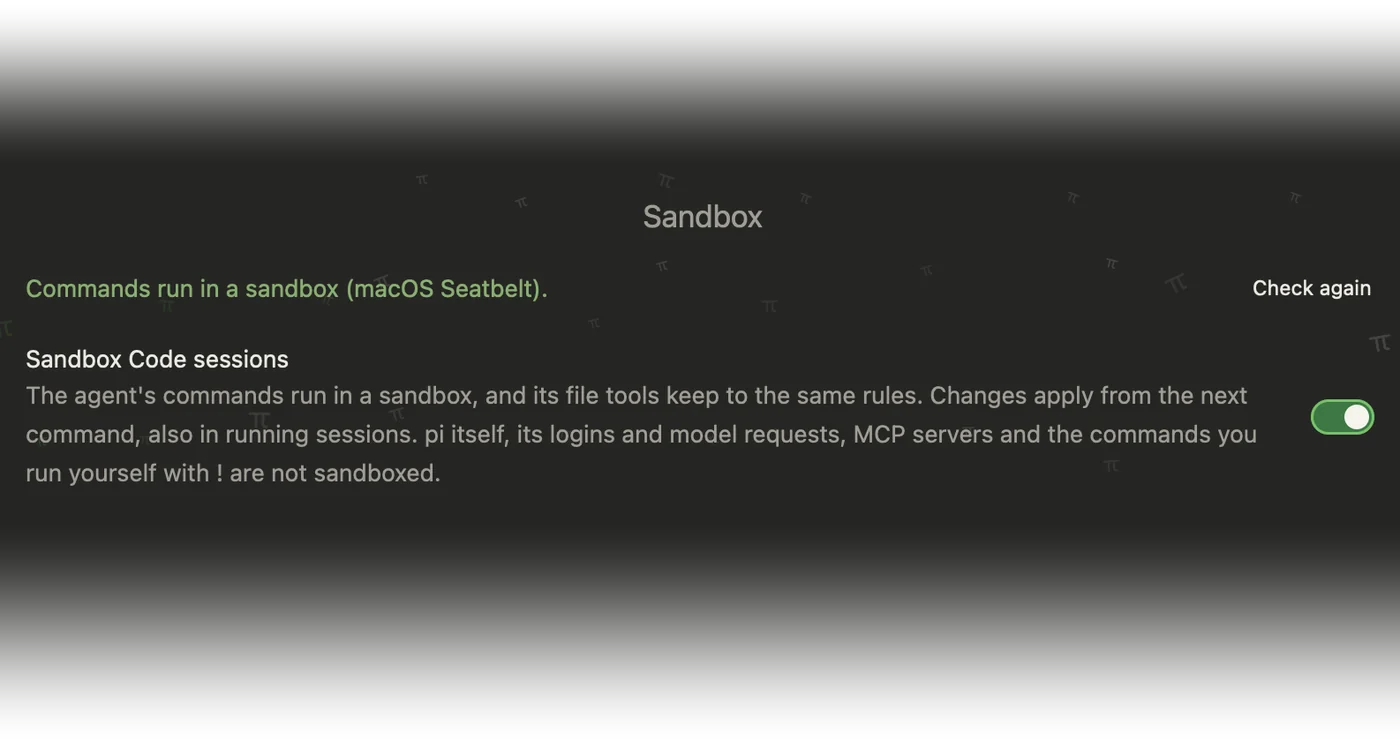 Sandbox
Commands run in a sandbox (macOS Seatbelt).
Check again
Sandbox Code sessions
The agent's commands run in a sandbox, and its file tools keep to the same rules. Changes apply from the next
command, also in running sessions. pi itself, its logins and model requests, MCP servers and the commands you
run yourself with ! are not sandboxed.